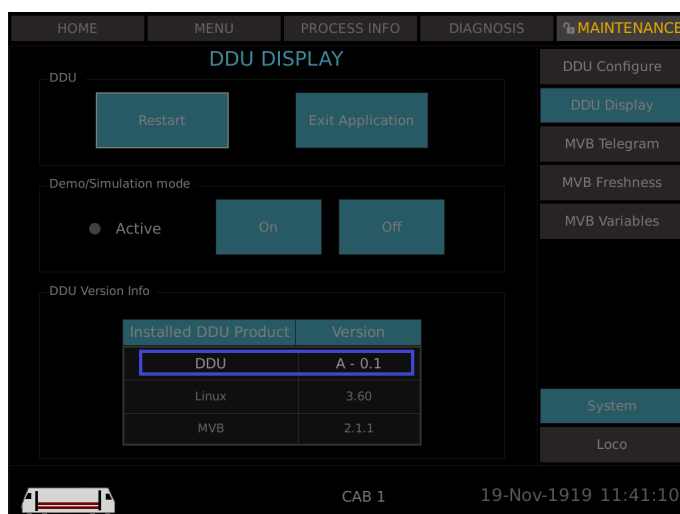 HOME MENU PROCESS INFO DIAGNOSIS MAINTENANCE
DDU DISPLAY
DDU
Restart Exit Application
Demo/Simulation mode
Active On Off
DDU Version Info
Installed DDU Product Version
DDU A - 0.1
Linux 3.60
MVB 2.1.1
DDU Configure
DDU Display
MVB Telegram
MVB Freshness
MVB Variables
System
Loco
CAB 1 19-Nov-1919 11:41:10